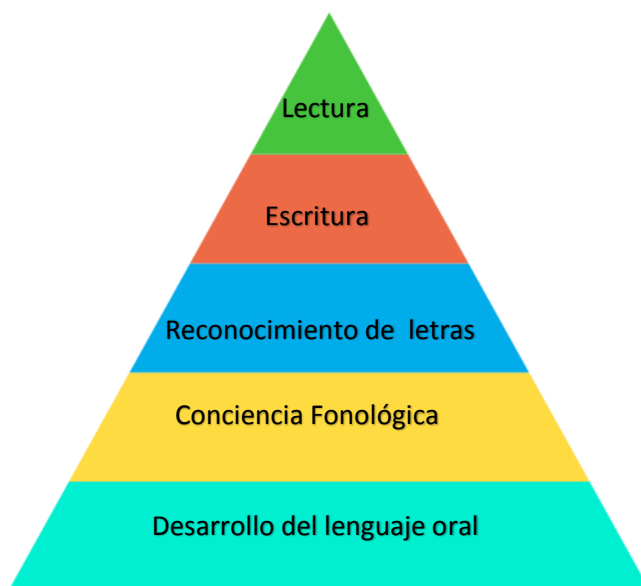 Lectura
Escritura
Reconocimiento de letras
Conciencia Fonológica
Desarrollo del lenguaje oral